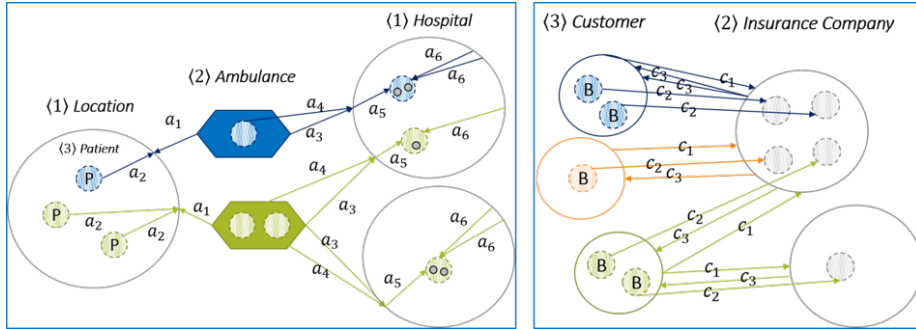 ⟨1⟩ Hospital
a₆
a₆
⟨2⟩ Ambulance
a₄
a₅
a₃
⟨1⟩ Location
a₁
a₆
⟨3⟩ Patient
a₂
a₅
P
a₄
P
a₂
a₁
a₃
a₂
P
a₃
a₆
a₆
a₄
a₅
⟨3⟩ Customer
⟨2⟩ Insurance Company
c₃
c₁
c₃
B
c₂
B
c₂
c₁
c₂
B
c₃
c₂
c₃
c₁
B
B
c₁
c₃
c₂